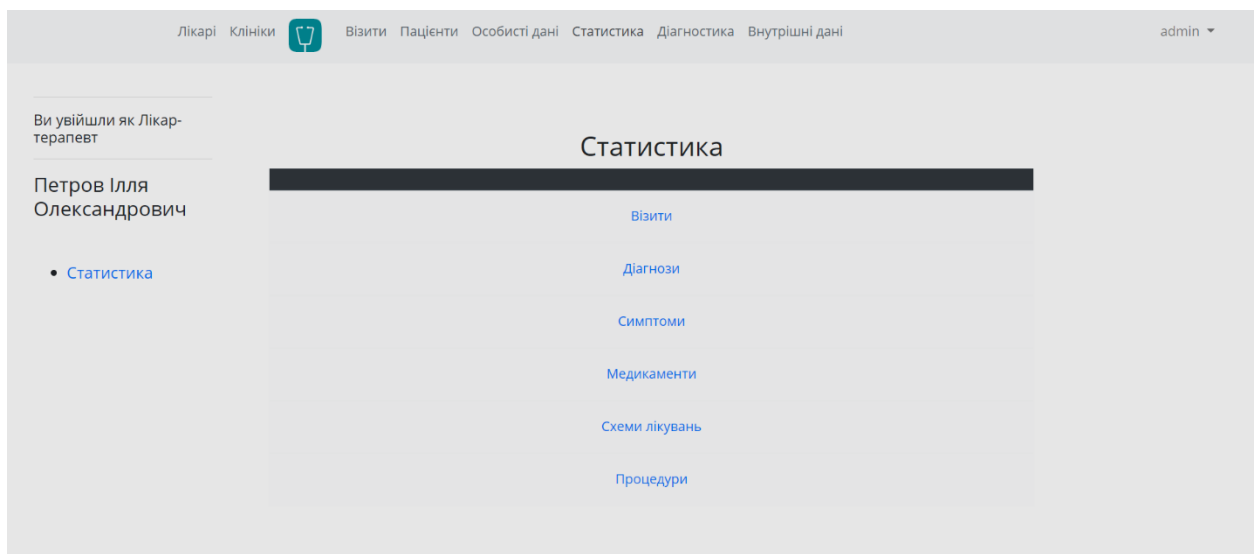 Лікарі Клініки Візити Пацієнти Особисті дані Статистика Діагностика Внутрішні дані admin
Ви увійшли як Лікар-
терапевт
Петров Ілля
Олександрович
Статистика
Статистика
Візити
Діагнози
Симптоми
Медикаменти
Схеми лікувань
Процедури